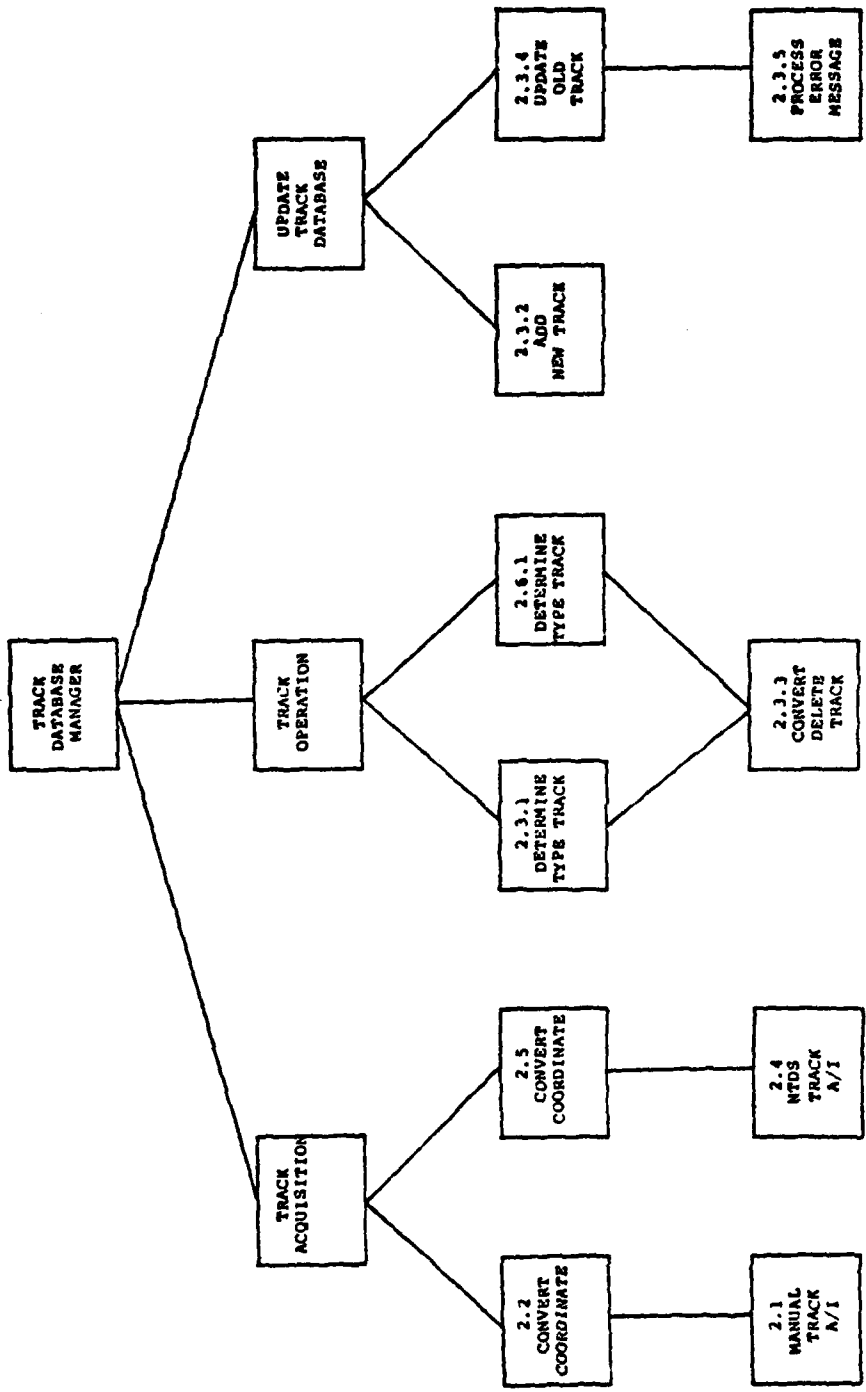 TRACK
DATABASE
MANAGER
TRACK
ACQUISITION
TRACK
OPERATION
UPDATE
TRACK
DATABASE
2.2
CONVERT
COORDINATE
2.5
CONVERT
COORDINATE
2.3.1
DETERMINE
TYPE TRACK
2.6.1
DETERMINE
TYPE TRACK
2.3.2
ADD
NEW TRACK
2.3.4
UPDATE
OLD
TRACK
2.1
MANUAL
TRACK
A/I
2.4
NTDS
TRACK
A/I
2.3.3
CONVERT
DELETE
TRACK
2.3.5
PROCESS
ERROR
MESSAGE